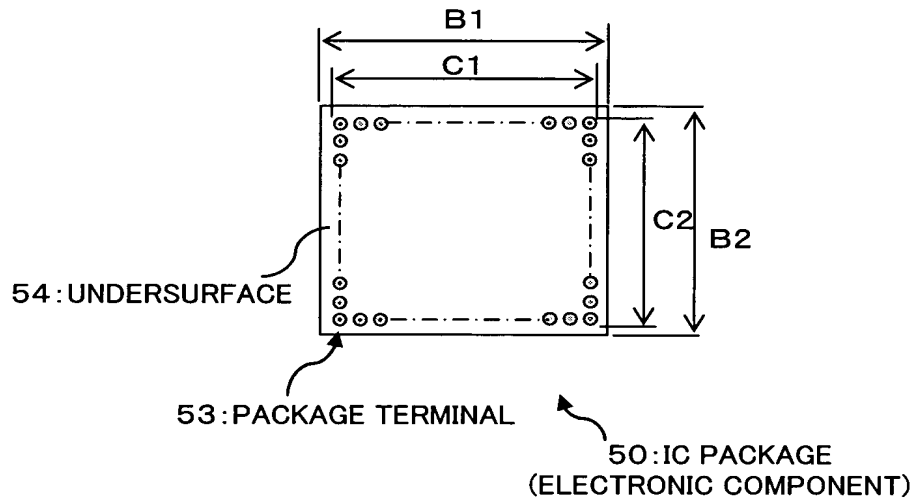 B1
C1
C2
B2
54:UNDERSURFACE
53:PACKAGE TERMINAL
50:IC PACKAGE
(ELECTRONIC COMPONENT)